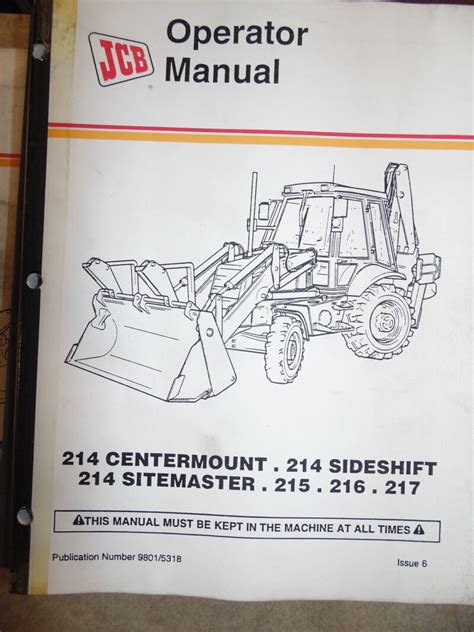 JCB
Operator
Manual
214 CENTERMOUNT . 214 SIDESHIFT
214 SITEMASTER . 215 . 216 . 217
⚠THIS MANUAL MUST BE KEPT IN THE MACHINE AT ALL TIMES⚠
Publication Number 9801/5318
Issue 6